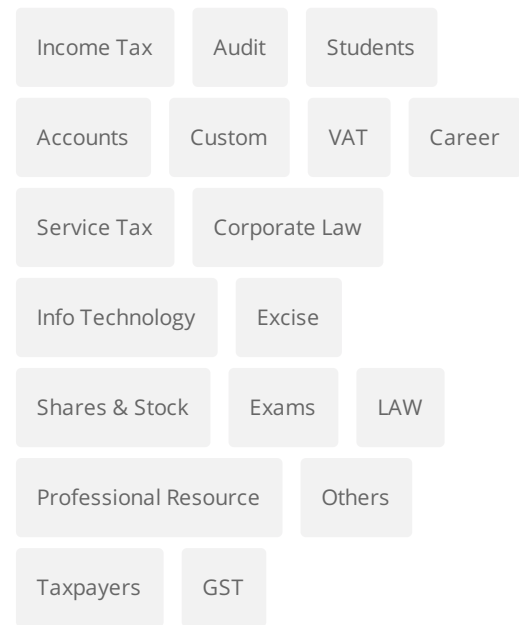 Income Tax Audit Students
Accounts Custom VAT Career
Service Tax Corporate Law
Info Technology Excise
Shares & Stock Exams LAW
Professional Resource Others
Taxpayers GST